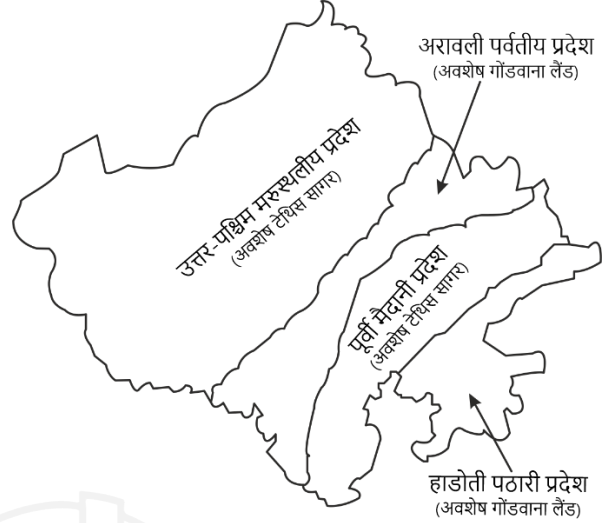 अरावली पर्वतीय प्रदेश
(अवशेष गोंडवाना लैंड)
उत्तर-पश्चिम मरुस्थलीय प्रदेश
(अवशेष टेथिस सागर)
पूर्वी मैदानी प्रदेश
(अवशेष टेथिस सागर)
हाडोती पठारी प्रदेश
(अवशेष गोंडवाना लैंड)